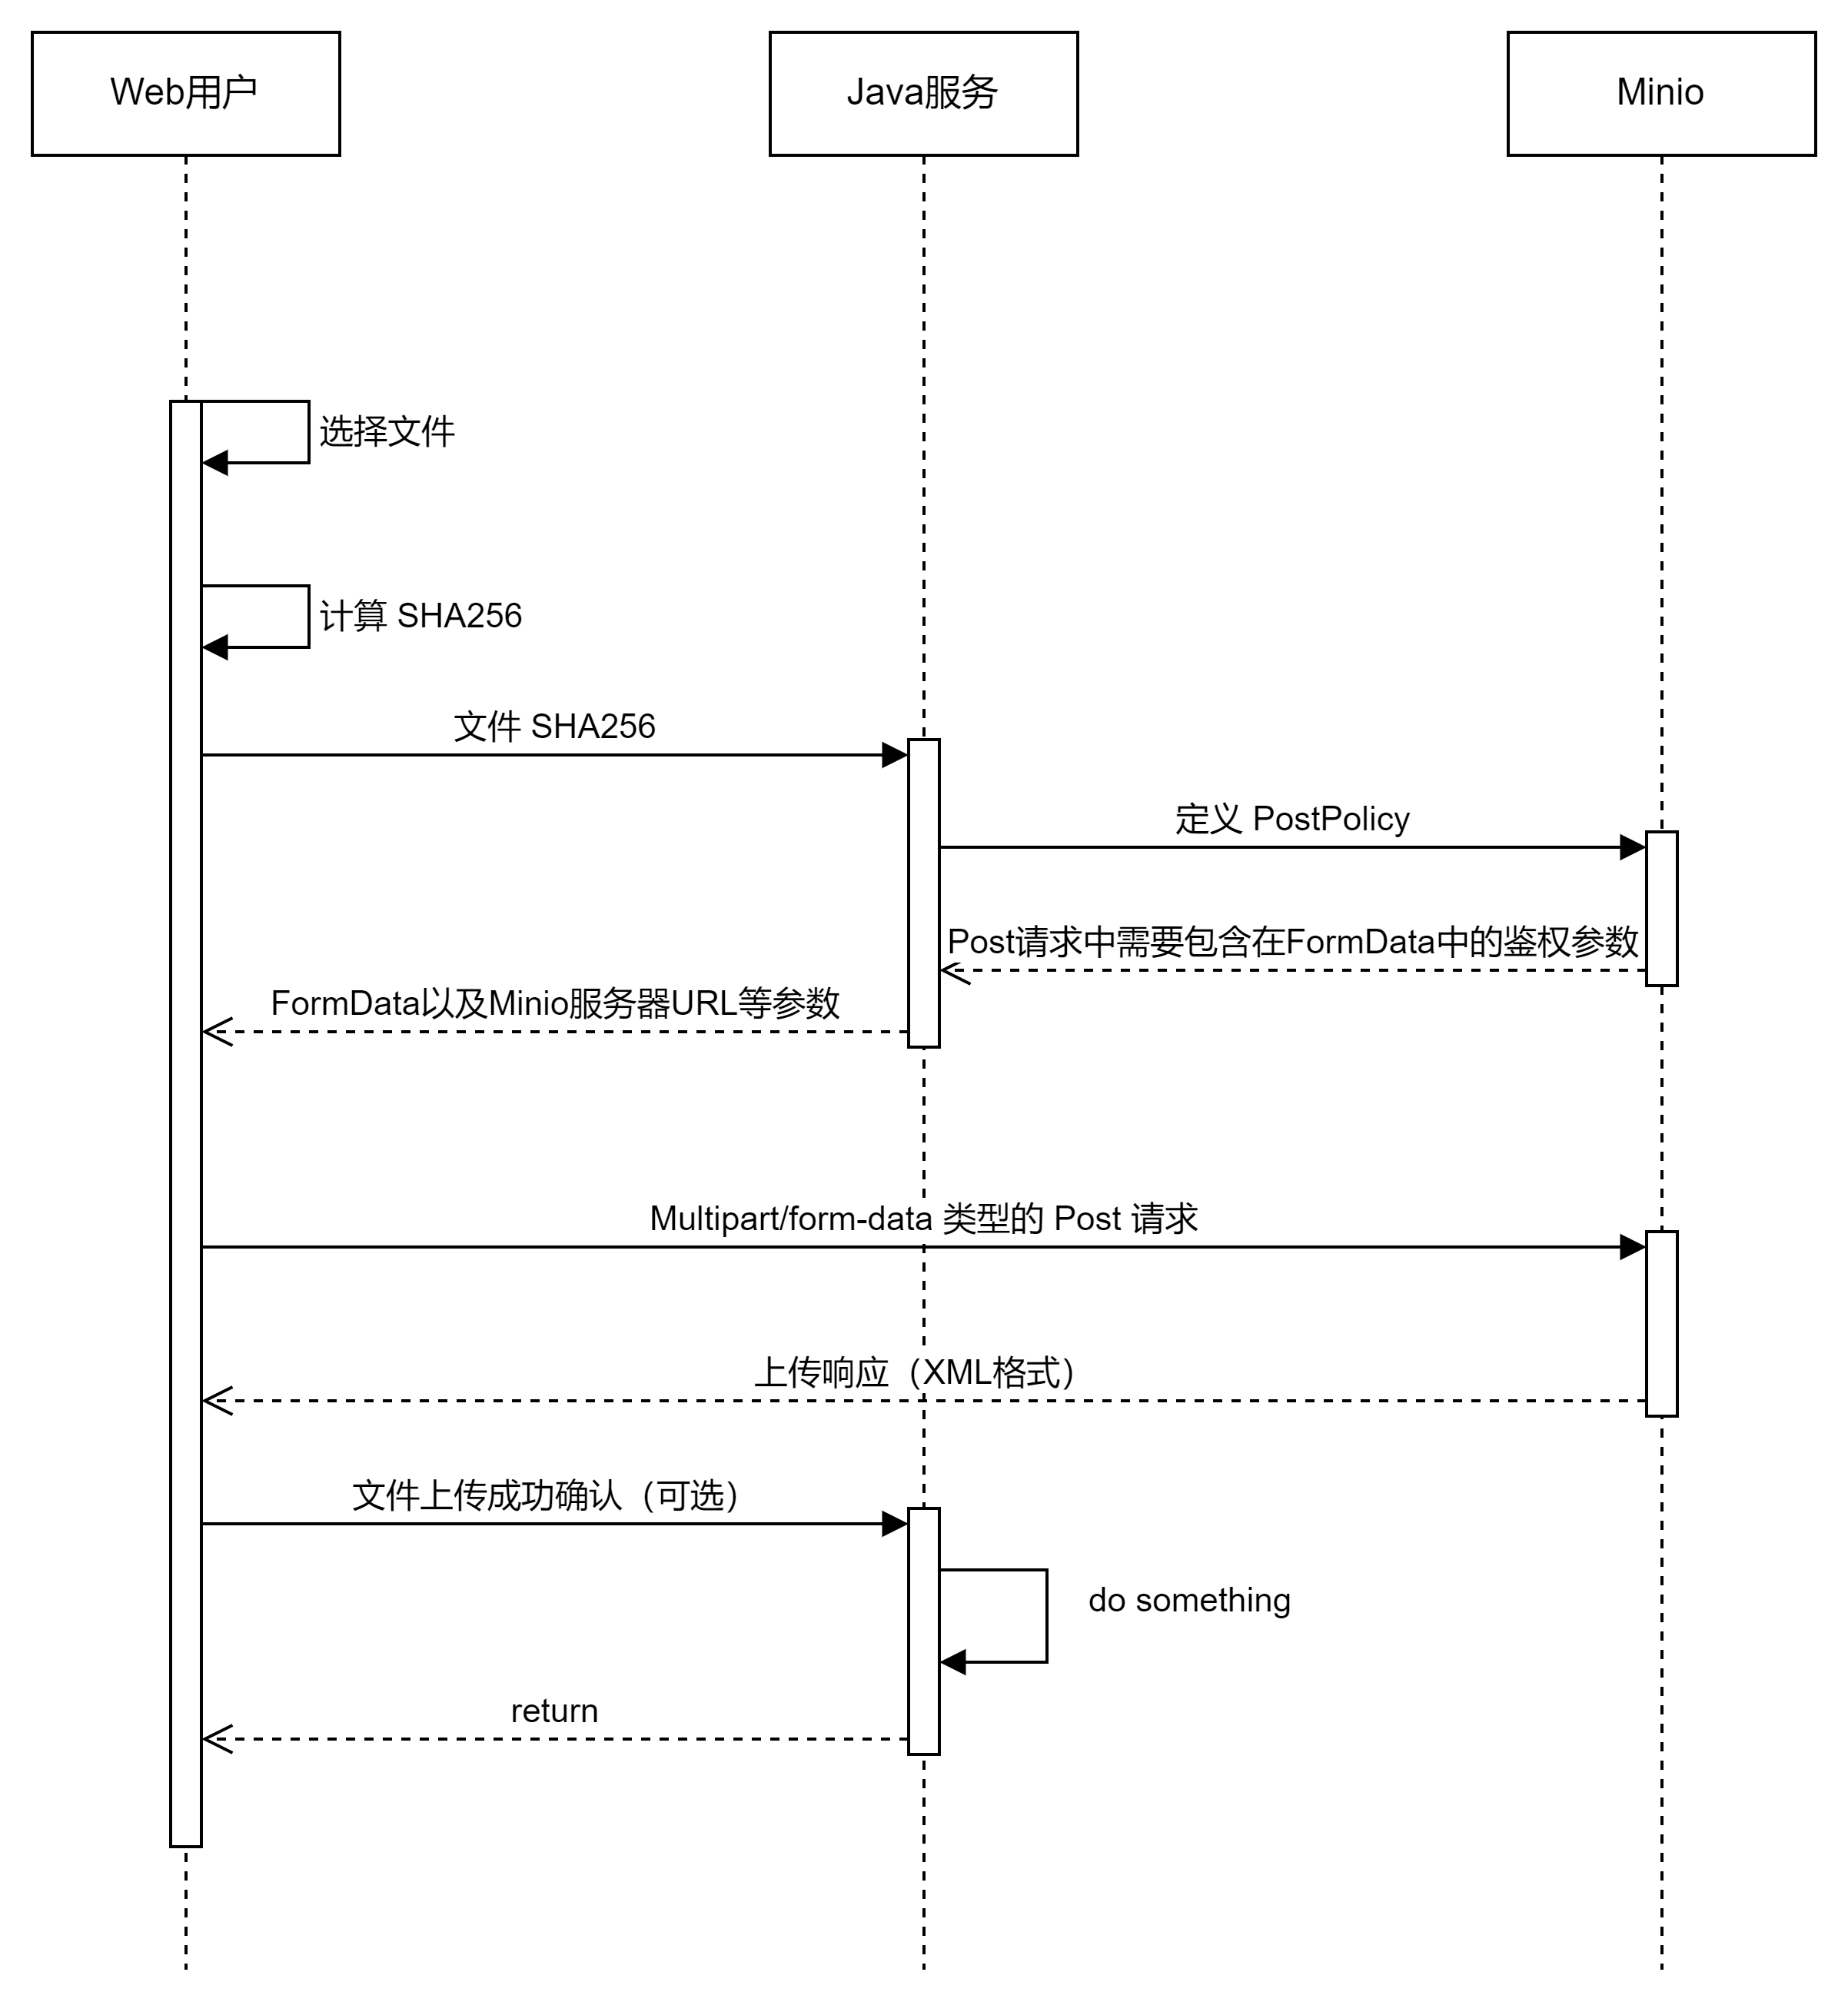 Web用户
Java服务
Minio
选择文件
计算 SHA256
文件 SHA256
定义 PostPolicy
Post请求中需要包含在FormData中的鉴权参数
FormData以及Minio服务器URL等参数
Multipart/form-data 类型的 Post 请求
上传响应（XML格式）
文件上传成功确认（可选）
do something
return